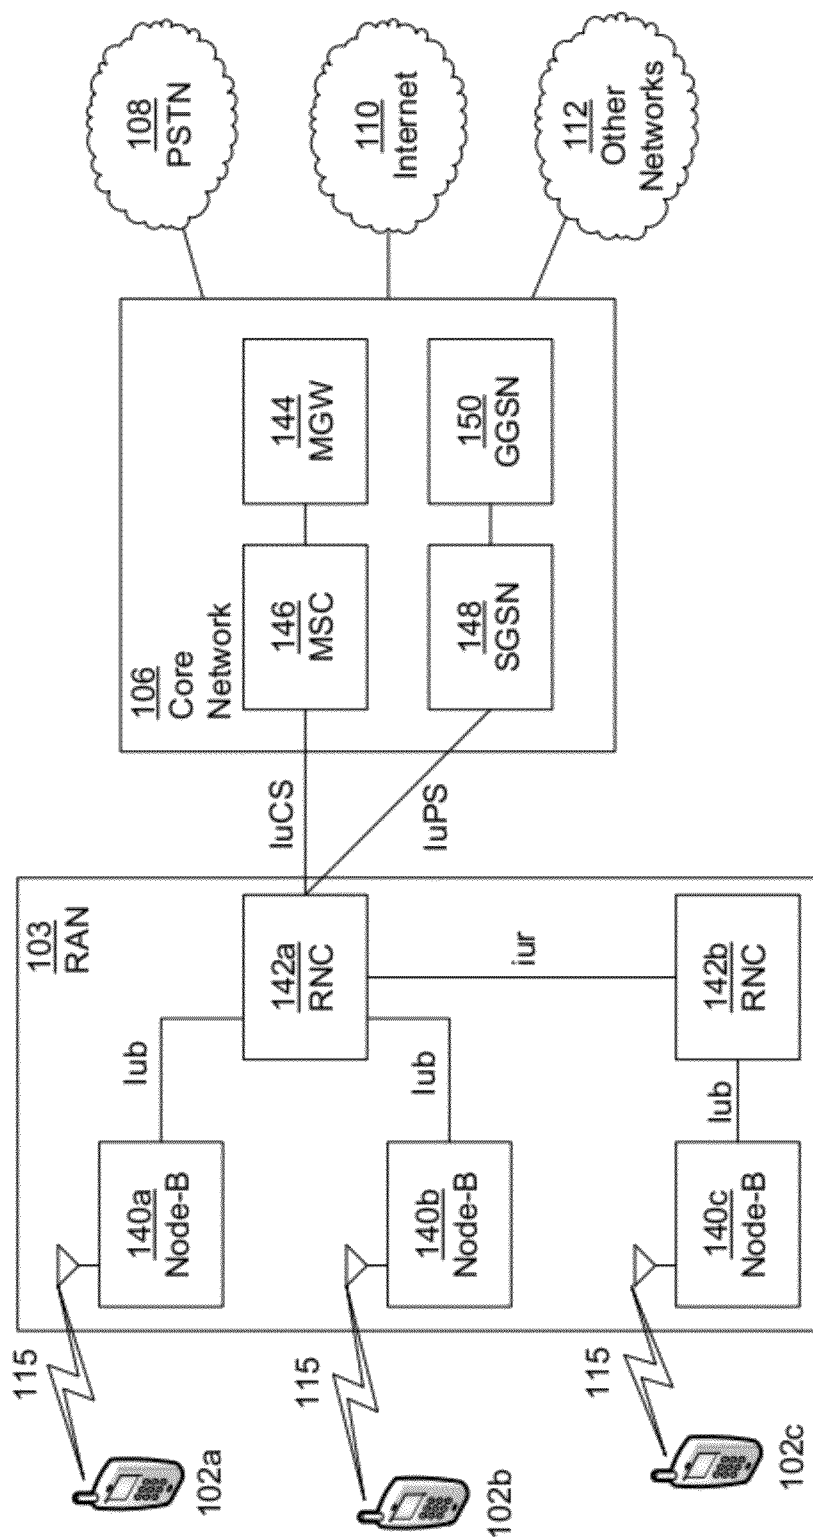 108
PSTN
110
Internet
112
Other
Networks
106
Core
Network
144
MGW
146
MSC
150
GGSN
148
SGSN
IuCS
IuPS
103
RAN
142a
RNC
142b
RNC
iur
Iub
Iub
Iub
140a
Node-B
140b
Node-B
140c
Node-B
115
115
115
102a
102b
102c